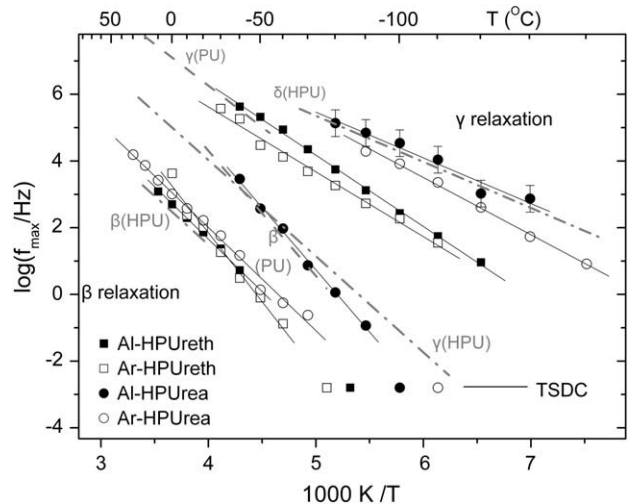 50 0 -50 -100 T (°C)
γ(PU)
δ(HPU)
γ relaxation
6
4
2
0
-2
-4
log(f_max/Hz)
β(HPU)
β
(PU)
β relaxation
γ(HPU)
Al-HPUreth
Ar-HPUreth
Al-HPUrea
Ar-HPUrea
TSDC
3 4 5 6 7
1000 K /T